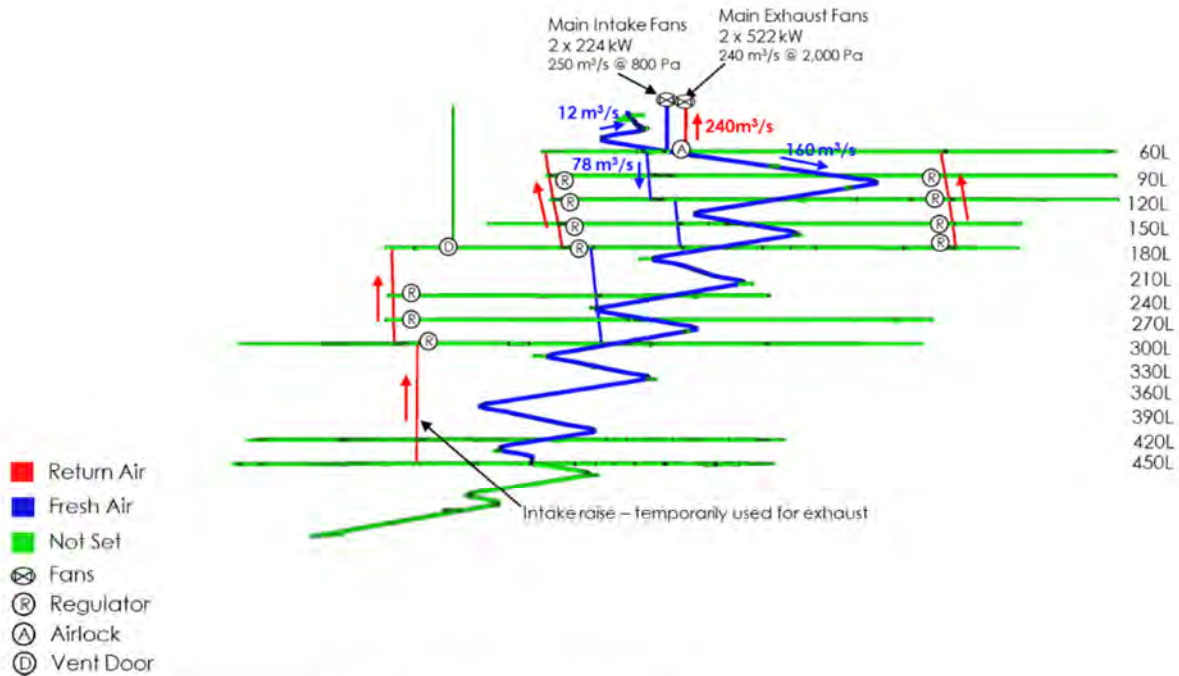 Main Intake Fans
2 x 224 kW
250 m³/s @ 800 Pa
Main Exhaust Fans
2 x 522 kW
240 m³/s @ 2,000 Pa
12 m³/s
240m³/s
A
160 m³/s
78 m³/s
60L
90L
120L
150L
180L
210L
240L
270L
300L
330L
360L
390L
420L
450L
R
R
R
R
R
R
R
D
R
R
R
Intake raise – temporarily used for exhaust
Return Air
Fresh Air
Not Set
Fans
R Regulator
A Airlock
D Vent Door